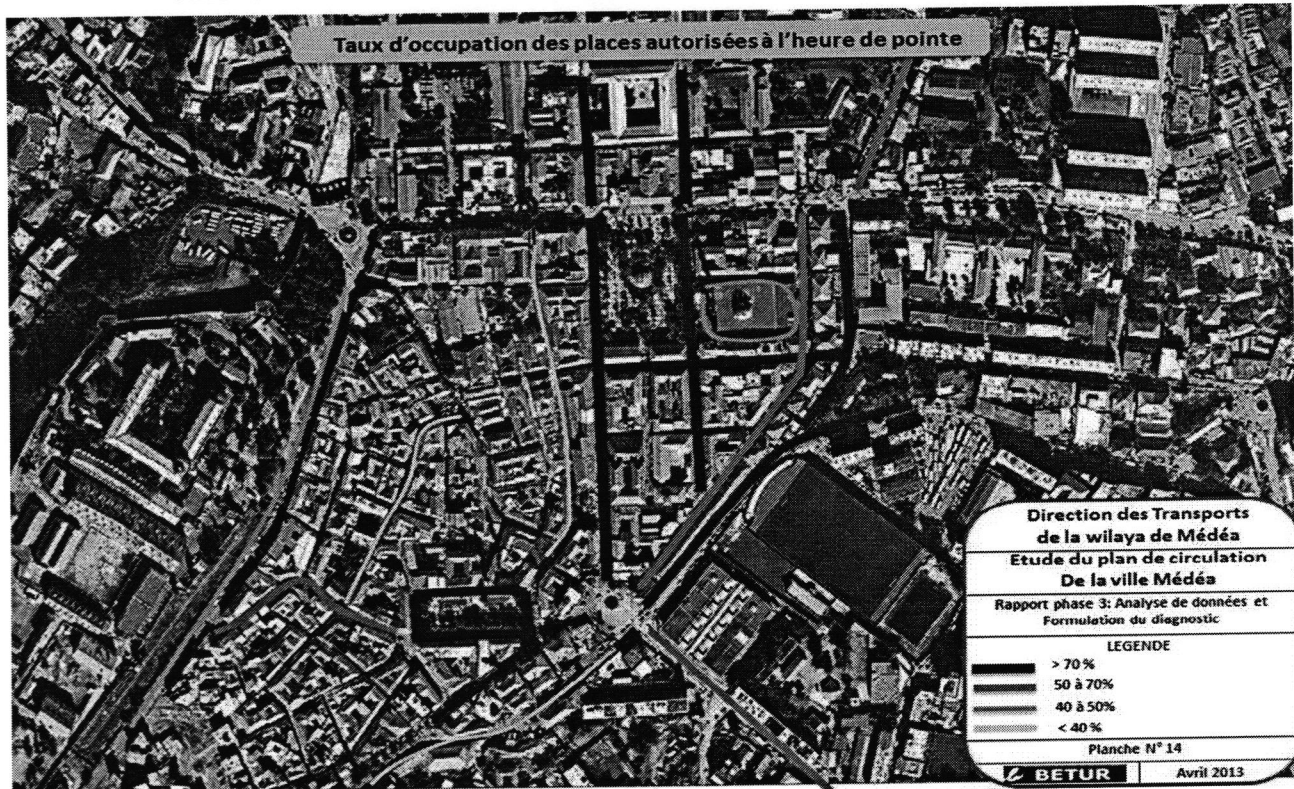 Taux d'occupation des places autorisées à l'heure de pointe
Direction des Transports
de la wilaya de Médéa
Etude du plan de circulation
De la ville Médéa
Rapport phase 3: Analyse de données et
Formulation du diagnostic
LEGENDE
> 70 %
50 à 70%
40 à 50%
< 40 %
Planche N° 14
BETUR
Avril 2013